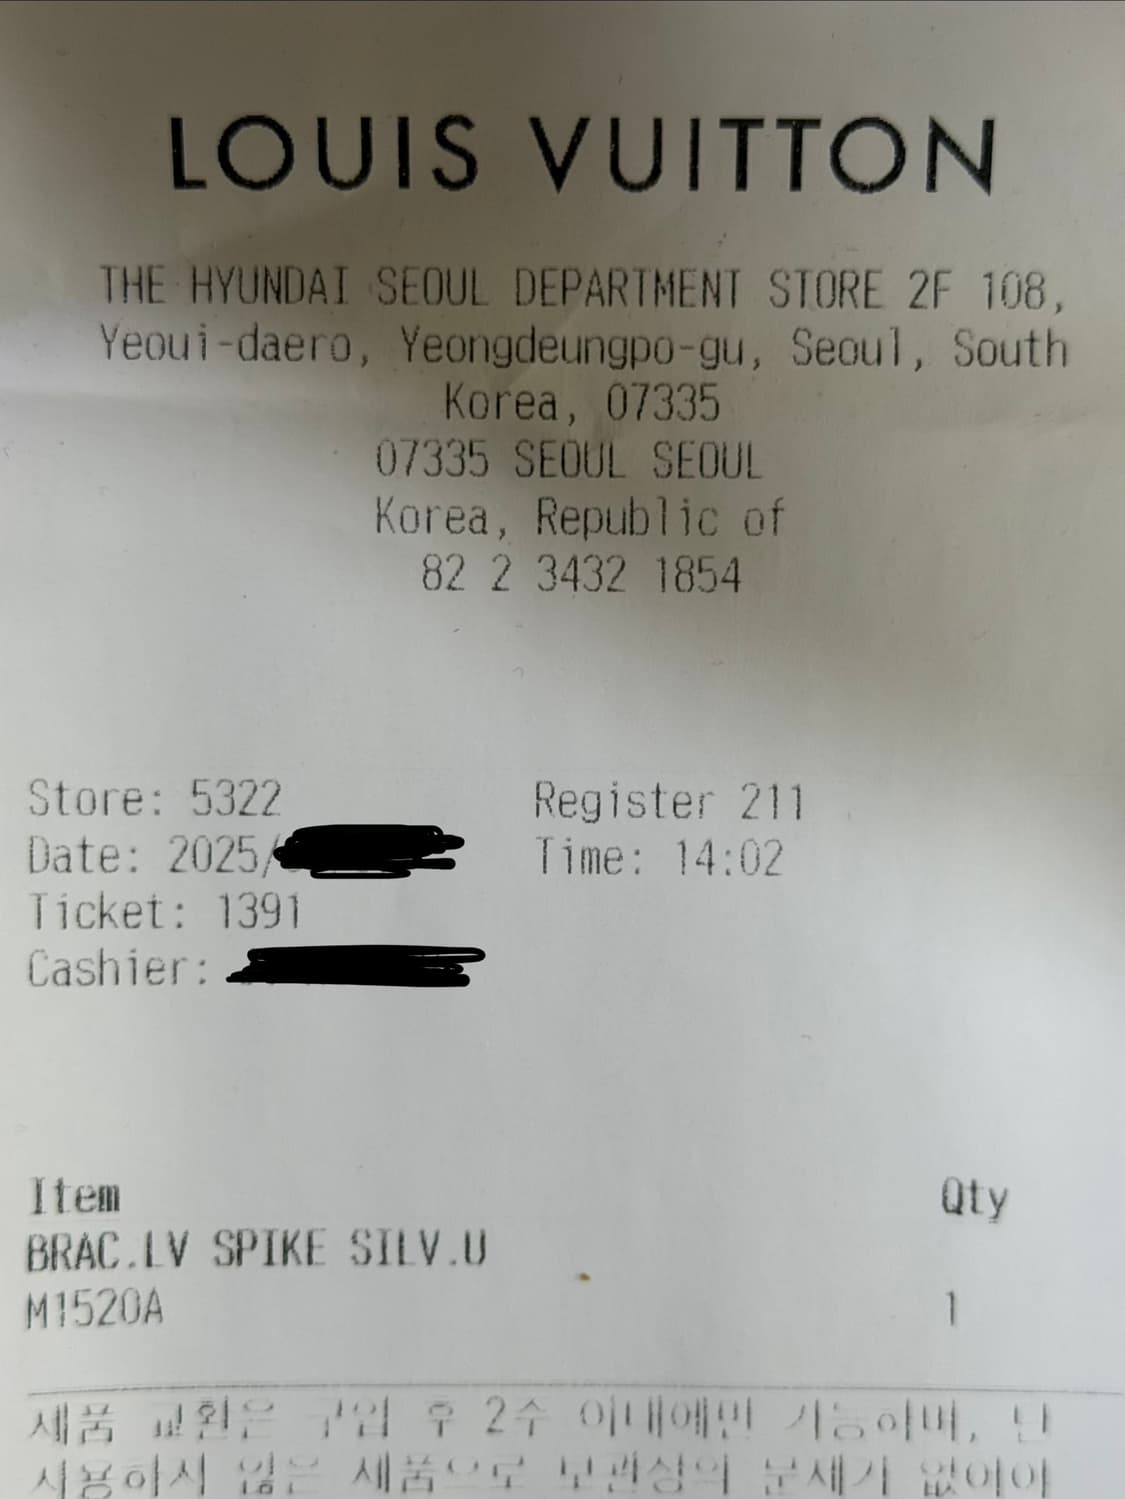 LOUIS VUITTON
THE HYUNDAI SEOUL DEPARTMENT STORE 2F 108,
Yeoui-daero, Yeongdeungpo-gu, Seoul, South
Korea, 07335
07335 SEOUL SEOUL
Korea, Republic of
82 2 3432 1854
Store: 5322 Register 211
Date: 2025/ Time: 14:02
Ticket: 1391
Cashier:
Item Qty
BRAC.LV SPIKE SILV.U
M1520A 1
제품 교환은 구입 후 2주 이내에만 가능하며, 단
사용하지 않은 제품으로 보관상의 문제가 없어야